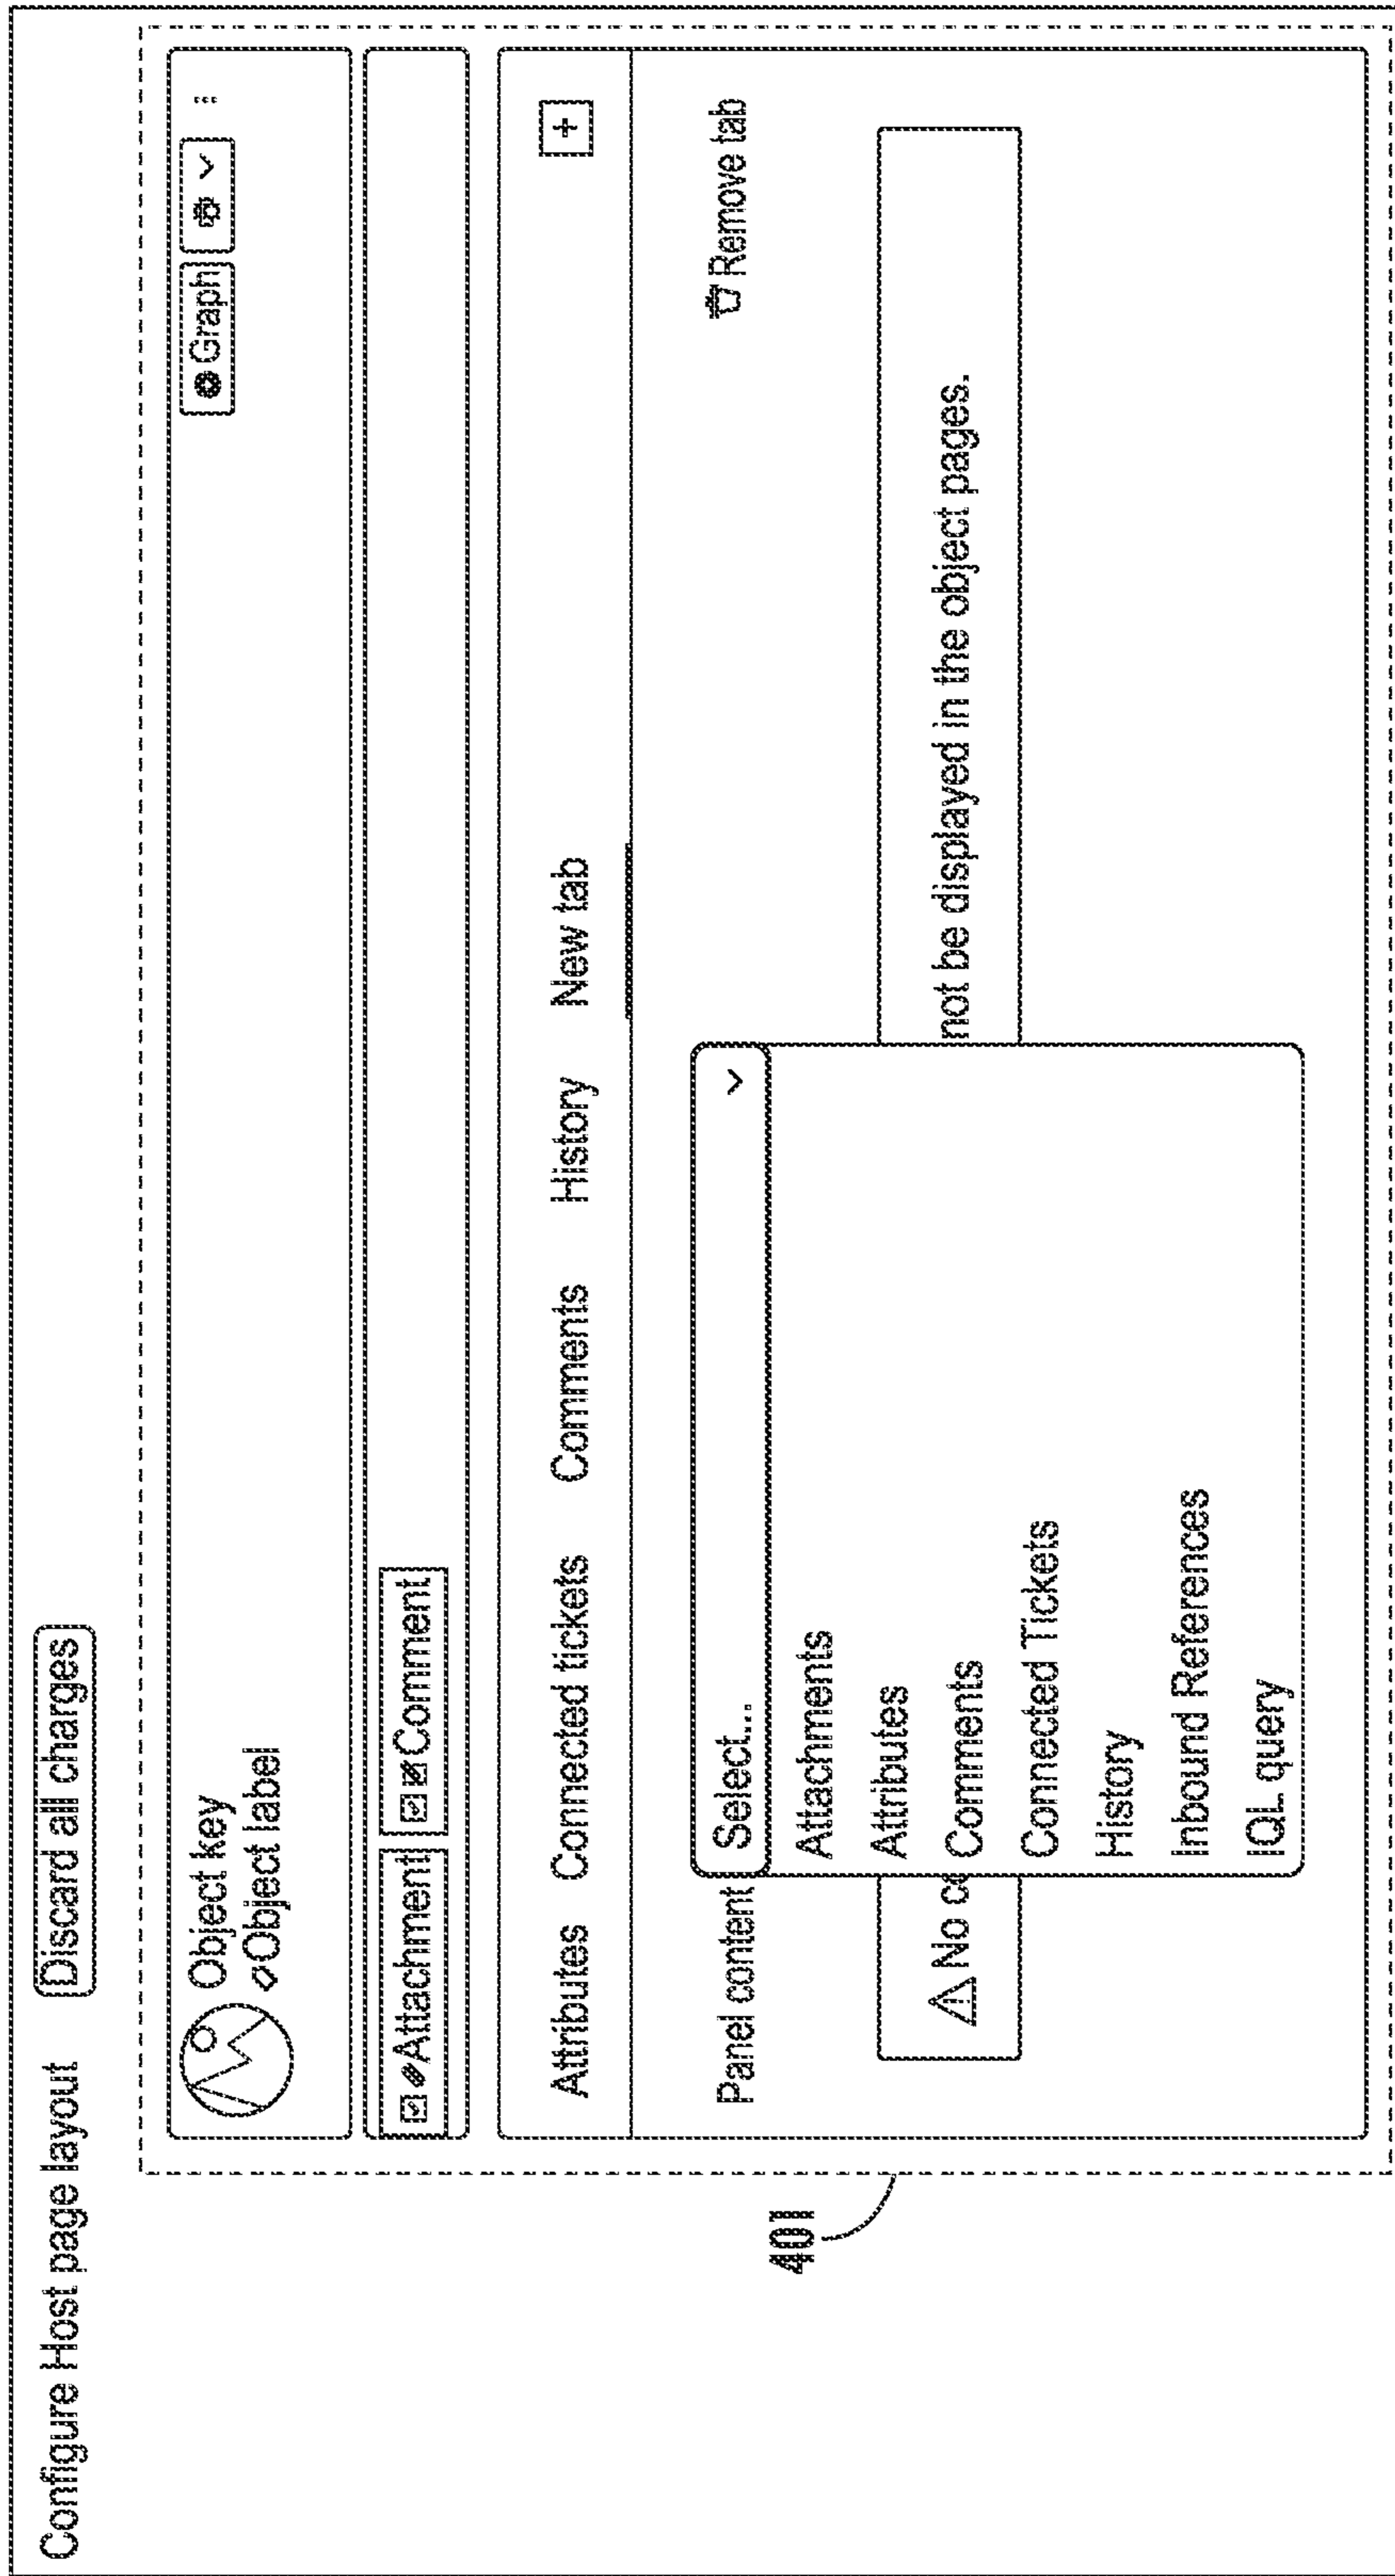 Configure Host page layout Discard all charges
Object key Graph
Object label
Attachment Comment
Attributes Connected tickets Comments History New tab +
Panel content Select... Remove tab
Attachments
Attributes
No co not be displayed in the object pages.
Comments
Connected Tickets
History
Inbound References
IQL query
401